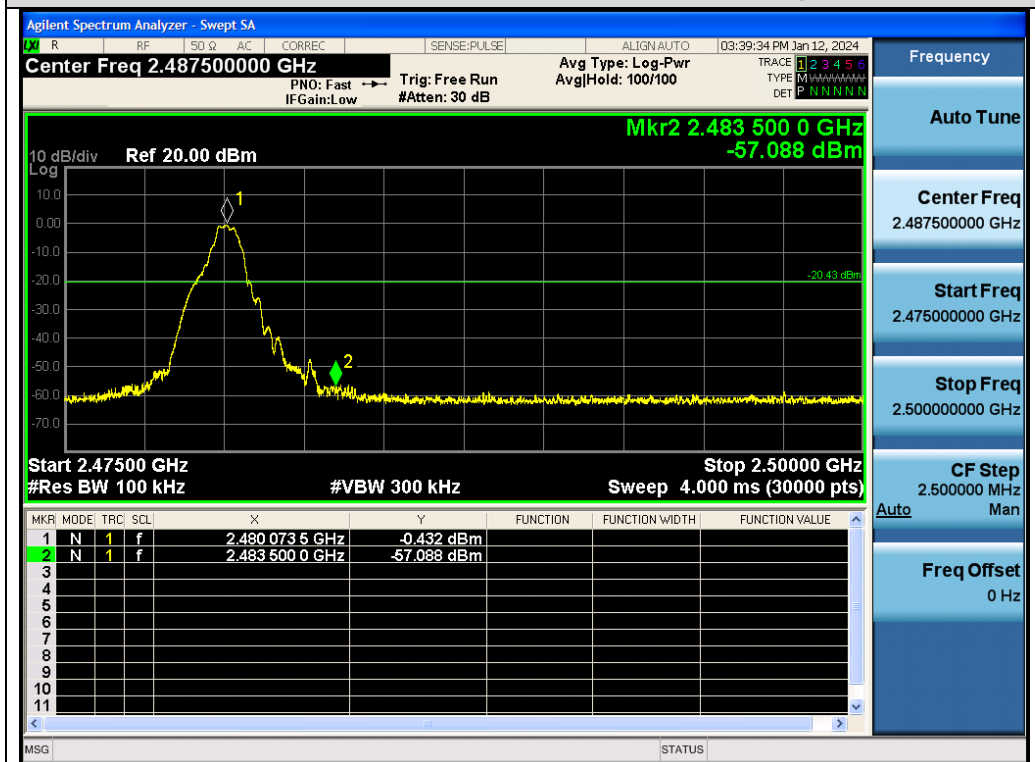 Agilent Spectrum Analyzer - Swept SA
LXI R RF 50 Ω AC CORREC SENSE:PULSE ALIGN AUTO 03:39:34 PM Jan 12, 2024
Center Freq 2.487500000 GHz
PNO: Fast
IFGain:Low
Trig: Free Run
#Atten: 30 dB
Avg Type: Log-Pwr
Avg|Hold: 100/100
TRACE 1 2 3 4 5 6
TYPE M
DET P N N N N N
Mkr2 2.483 500 0 GHz
-57.088 dBm
10 dB/div Ref 20.00 dBm
Log
10.0
0.00
-10.0
-20.0
-30.0
-40.0
-50.0
-60.0
-70.0
1
2
-20.43 dBm
Start 2.47500 GHz Stop 2.50000 GHz
#Res BW 100 kHz #VBW 300 kHz Sweep 4.000 ms (30000 pts)
MKR MODE TRC SCL X Y FUNCTION FUNCTION WIDTH FUNCTION VALUE
1 N 1 f 2.480 073 5 GHz -0.432 dBm
2 N 1 f 2.483 500 0 GHz -57.088 dBm
3
4
5
6
7
8
9
10
11
MSG STATUS
Frequency
Auto Tune
Center Freq
2.487500000 GHz
Start Freq
2.475000000 GHz
Stop Freq
2.500000000 GHz
CF Step
2.500000 MHz
Auto Man
Freq Offset
0 Hz